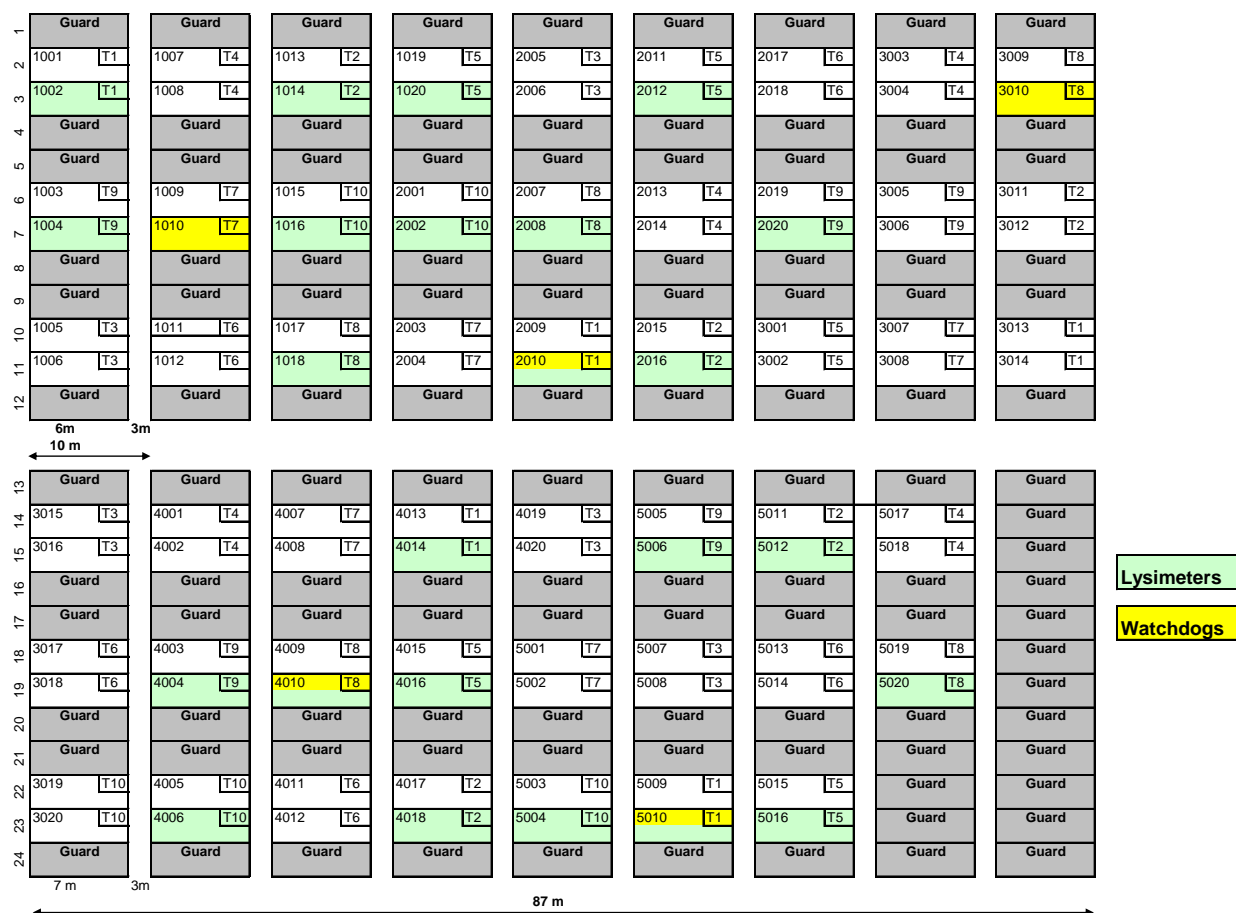 1 Guard Guard Guard Guard Guard Guard Guard Guard Guard
2 1001 T1 1007 T4 1013 T2 1019 T5 2005 T3 2011 T5 2017 T6 3003 T4 3009 T8
3 1002 T1 1008 T4 1014 T2 1020 T5 2006 T3 2012 T5 2018 T6 3004 T4 3010 T8
4 Guard Guard Guard Guard Guard Guard Guard Guard Guard
5 Guard Guard Guard Guard Guard Guard Guard Guard Guard
6 1003 T9 1009 T7 1015 T10 2001 T10 2007 T8 2013 T4 2019 T9 3005 T9 3011 T2
7 1004 T9 1010 T7 1016 T10 2002 T10 2008 T8 2014 T4 2020 T9 3006 T9 3012 T2
8 Guard Guard Guard Guard Guard Guard Guard Guard Guard
9 Guard Guard Guard Guard Guard Guard Guard Guard Guard
10 1005 T3 1011 T6 1017 T8 2003 T7 2009 T1 2015 T2 3001 T5 3007 T7 3013 T1
11 1006 T3 1012 T6 1018 T8 2004 T7 2010 T1 2016 T2 3002 T5 3008 T7 3014 T1
12 Guard Guard Guard Guard Guard Guard Guard Guard Guard
6m 3m
10 m
13 Guard Guard Guard Guard Guard Guard Guard Guard Guard
14 3015 T3 4001 T4 4007 T7 4013 T1 4019 T3 5005 T9 5011 T2 5017 T4 Guard
15 3016 T3 4002 T4 4008 T7 4014 T1 4020 T3 5006 T9 5012 T2 5018 T4 Guard
16 Guard Guard Guard Guard Guard Guard Guard Guard Guard
17 Guard Guard Guard Guard Guard Guard Guard Guard Guard
18 3017 T6 4003 T9 4009 T8 4015 T5 5001 T7 5007 T3 5013 T6 5019 T8 Guard
19 3018 T6 4004 T9 4010 T8 4016 T5 5002 T7 5008 T3 5014 T6 5020 T8 Guard
20 Guard Guard Guard Guard Guard Guard Guard Guard Guard
21 Guard Guard Guard Guard Guard Guard Guard Guard Guard
22 3019 T10 4005 T10 4011 T6 4017 T2 5003 T10 5009 T1 5015 T5 Guard Guard
23 3020 T10 4006 T10 4012 T6 4018 T2 5004 T10 5010 T1 5016 T5 Guard Guard
24 Guard Guard Guard Guard Guard Guard Guard Guard Guard
7 m 3m
87 m
Lysimeters
Watchdogs